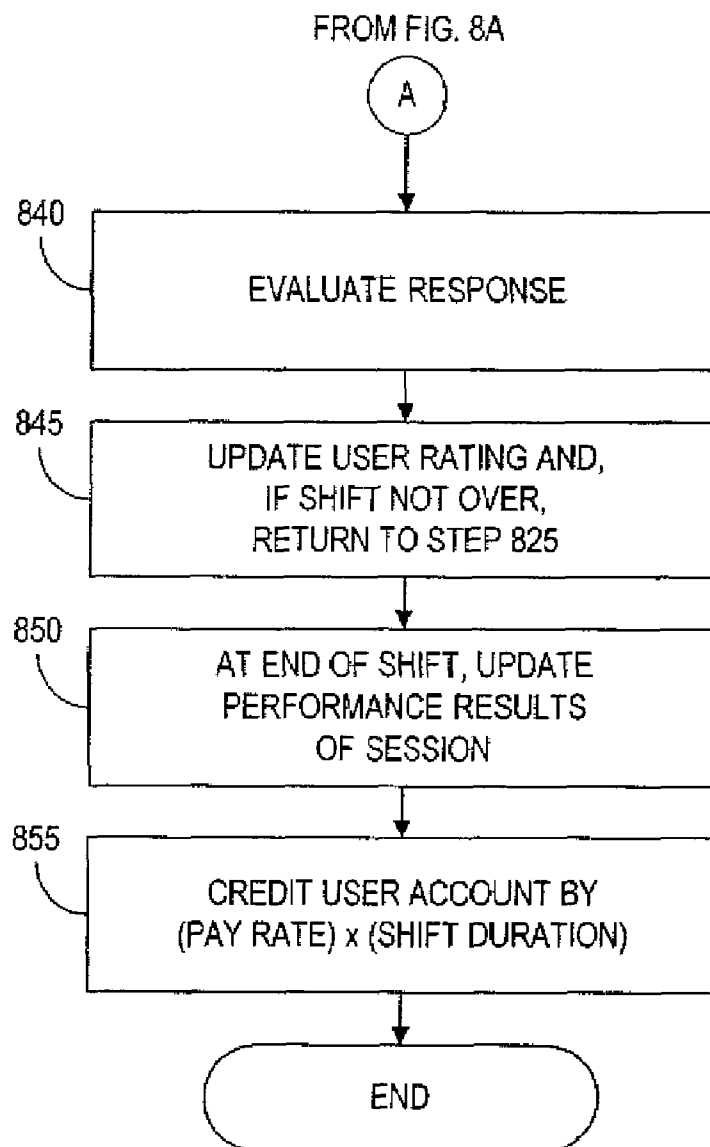 FROM FIG. 8A
A
840
EVALUATE RESPONSE
845
UPDATE USER RATING AND,
IF SHIFT NOT OVER,
RETURN TO STEP 825
850
AT END OF SHIFT, UPDATE
PERFORMANCE RESULTS
OF SESSION
855
CREDIT USER ACCOUNT BY
(PAY RATE) x (SHIFT DURATION)
END